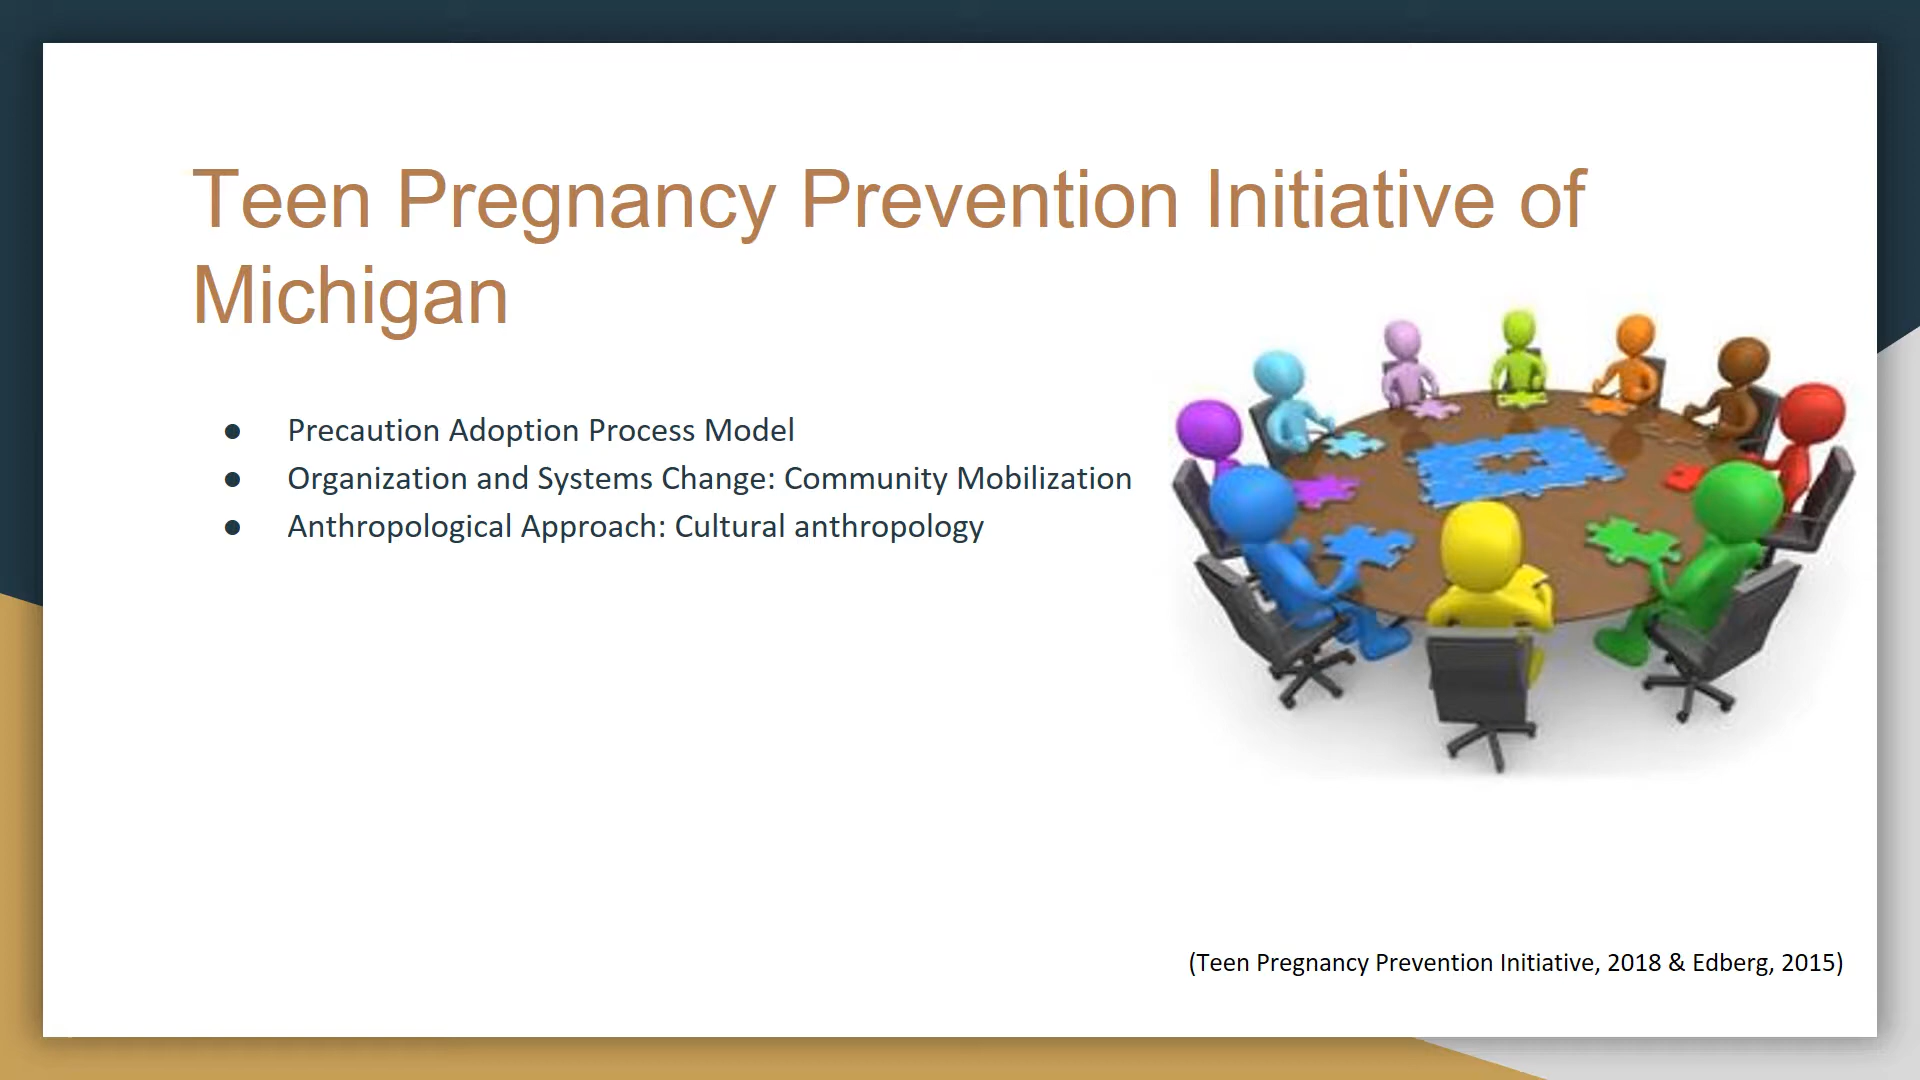 Teen Pregnancy Prevention Initiative of
Michigan
● Precaution Adoption Process Model
● Organization and Systems Change: Community Mobilization
● Anthropological Approach: Cultural anthropology
(Teen Pregnancy Prevention Initiative, 2018 & Edberg, 2015)